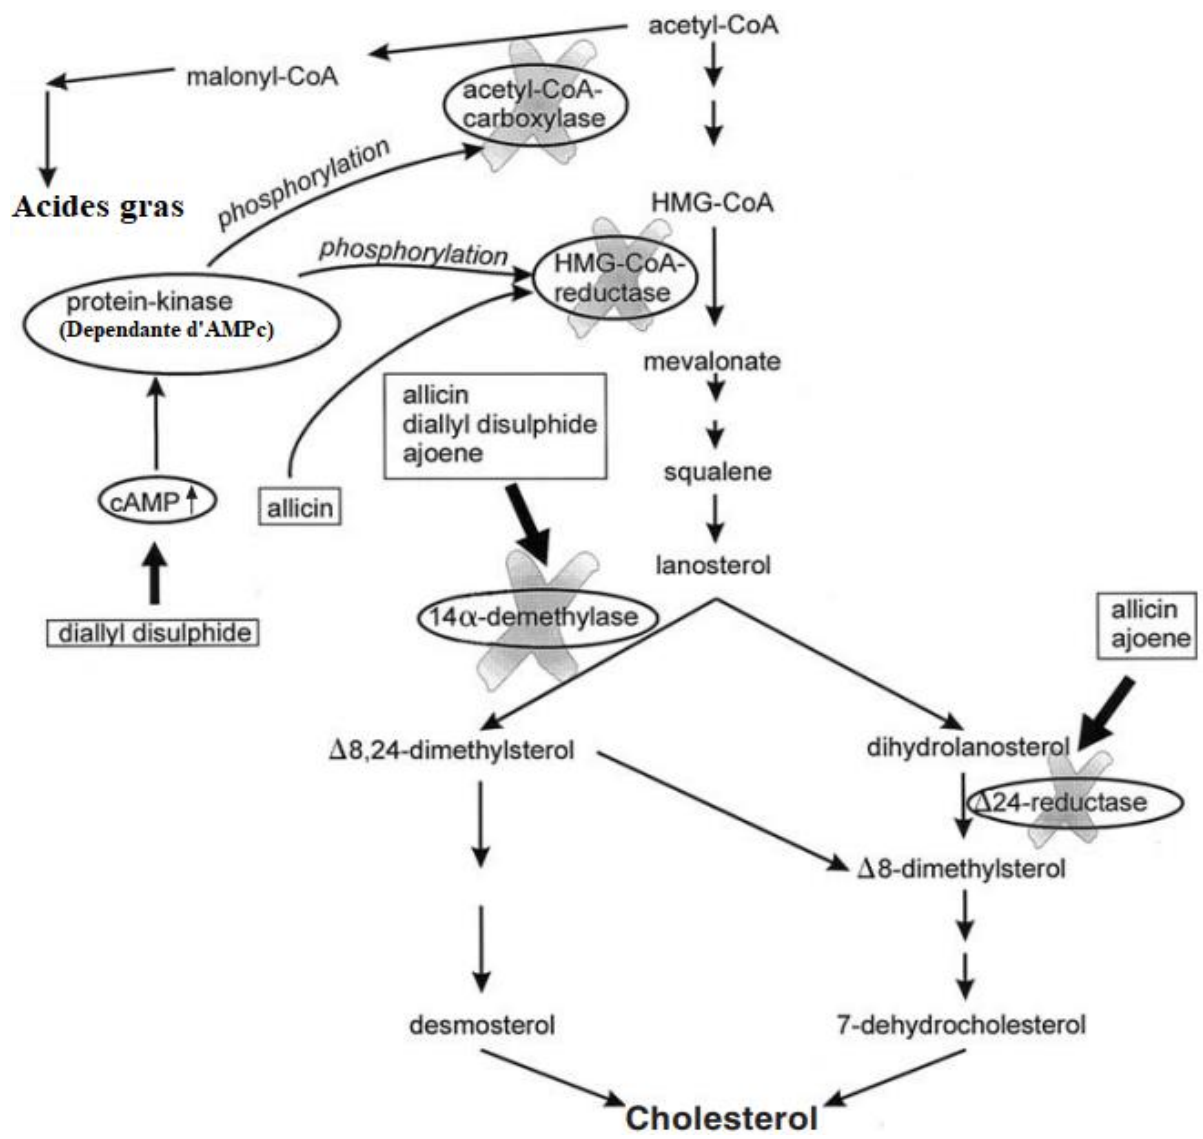 acetyl-CoA
malonyl-CoA
acetyl-CoA-
carboxylase
phosphorylation
Acides gras
HMG-CoA
phosphorylation
HMG-CoA-
reductase
protein-kinase
(Dependante d'AMPc)
mevalonate
allicin
diallyl disulphide
ajoene
squalene
cAMP↑
allicin
lanosterol
14α-demethylase
diallyl disulphide
allicin
ajoene
Δ8,24-dimethylsterol
dihydrolanosterol
Δ24-reductase
Δ8-dimethylsterol
desmosterol
7-dehydrocholesterol
Cholesterol